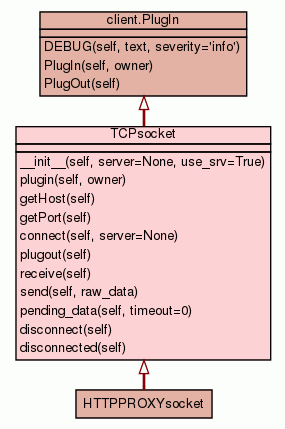 client.PlugIn
DEBUG(self, text, severity='info')
PlugIn(self, owner)
PlugOut(self)
TCPsocket
__init__(self, server=None, use_srv=True)
plugin(self, owner)
getHost(self)
getPort(self)
connect(self, server=None)
plugout(self)
receive(self)
send(self, raw_data)
pending_data(self, timeout=0)
disconnect(self)
disconnected(self)
HTTPPROXYsocket